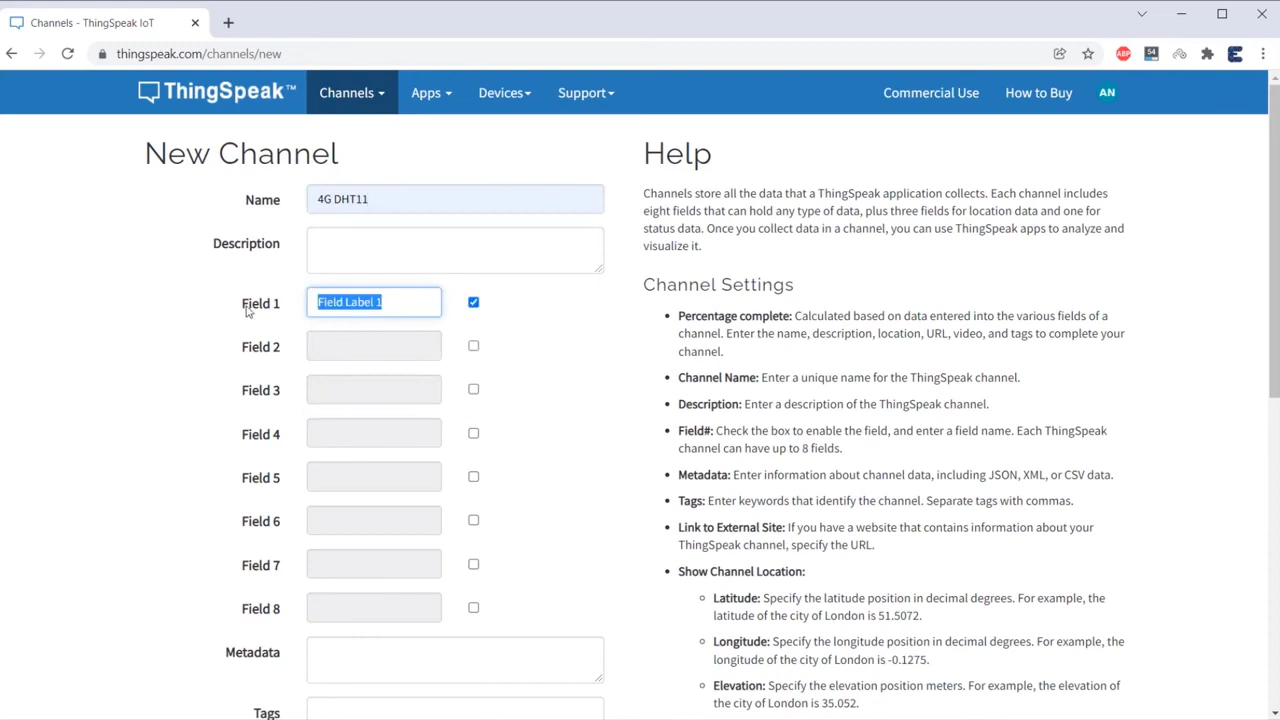 Channels - ThingSpeak IoT
thingspeak.com/channels/new
ABP
54
ThingSpeak™
Channels
Apps
Devices
Support
Commercial Use
How to Buy
AN
New Channel
Name
4G DHT11
Description
Field 1
Field Label 1
Field 2
Field 3
Field 4
Field 5
Field 6
Field 7
Field 8
Metadata
Tags
Help
Channels store all the data that a ThingSpeak application collects. Each channel includes
eight fields that can hold any type of data, plus three fields for location data and one for
status data. Once you collect data in a channel, you can use ThingSpeak apps to analyze and
visualize it.
Channel Settings
• Percentage complete: Calculated based on data entered into the various fields of a
channel. Enter the name, description, location, URL, video, and tags to complete your
channel.
• Channel Name: Enter a unique name for the ThingSpeak channel.
• Description: Enter a description of the ThingSpeak channel.
• Field#: Check the box to enable the field, and enter a field name. Each ThingSpeak
channel can have up to 8 fields.
• Metadata: Enter information about channel data, including JSON, XML, or CSV data.
• Tags: Enter keywords that identify the channel. Separate tags with commas.
• Link to External Site: If you have a website that contains information about your
ThingSpeak channel, specify the URL.
• Show Channel Location:
○ Latitude: Specify the latitude position in decimal degrees. For example, the
latitude of the city of London is 51.5072.
○ Longitude: Specify the longitude position in decimal degrees. For example, the
longitude of the city of London is -0.1275.
○ Elevation: Specify the elevation position meters. For example, the elevation of
the city of London is 35.052.